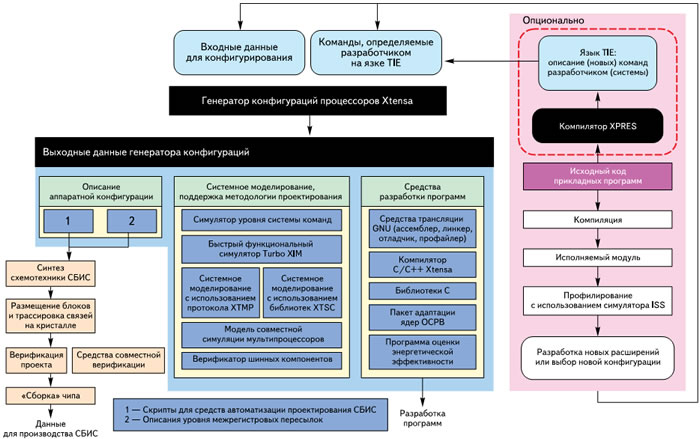 Опционально
Входные данные
для конфигурирования
Команды, определяемые
разработчиком
на язке TIE
Язык TIE:
описание (новых) команд
разработчиком (системы)
Генератор конфигураций процессоров Xtensa
Компилятор XPRES
Выходные данные генератора конфигураций
Исходный код
прикладных программ
Описание
аппаратной конфигурации
1
2
Системное моделирование,
поддержка методологии проектирования
Симулятор уровня системы команд
Быстрый функциональный
симулятор Turbo XIM
Системное
моделирование
с использованием
протокола XTMP
Системное
моделирование
с использованием
библиотек XTSC
Модель совместной
симуляции мультипроцессоров
Верификатор шинных компонентов
Средства
разработки программ
Средства трансляции
GNU (ассемблер, линкер,
отладчик, профайлер)
Компилятор
C/C++ Xtensa
Библиотеки C
Пакет адаптации
ядер ОСРВ
Программа оценки
энергетической
эффективности
Компиляция
Исполняемый модуль
Профилирование
с использованием симулятора ISS
Разработка новых расширений
или выбор новой конфигурации
Синтез
схемотехники СБИС
Размещение блоков
и трассировка связей
на кристалле
Верификация
проекта
Средства совместной
верификации
«Сборка» чипа
Данные
для производства СБИС
1 — Скрипты для средств автоматизации проектирования СБИС
2 — Описания уровня межрегистровых пересылок
Разработка
программ